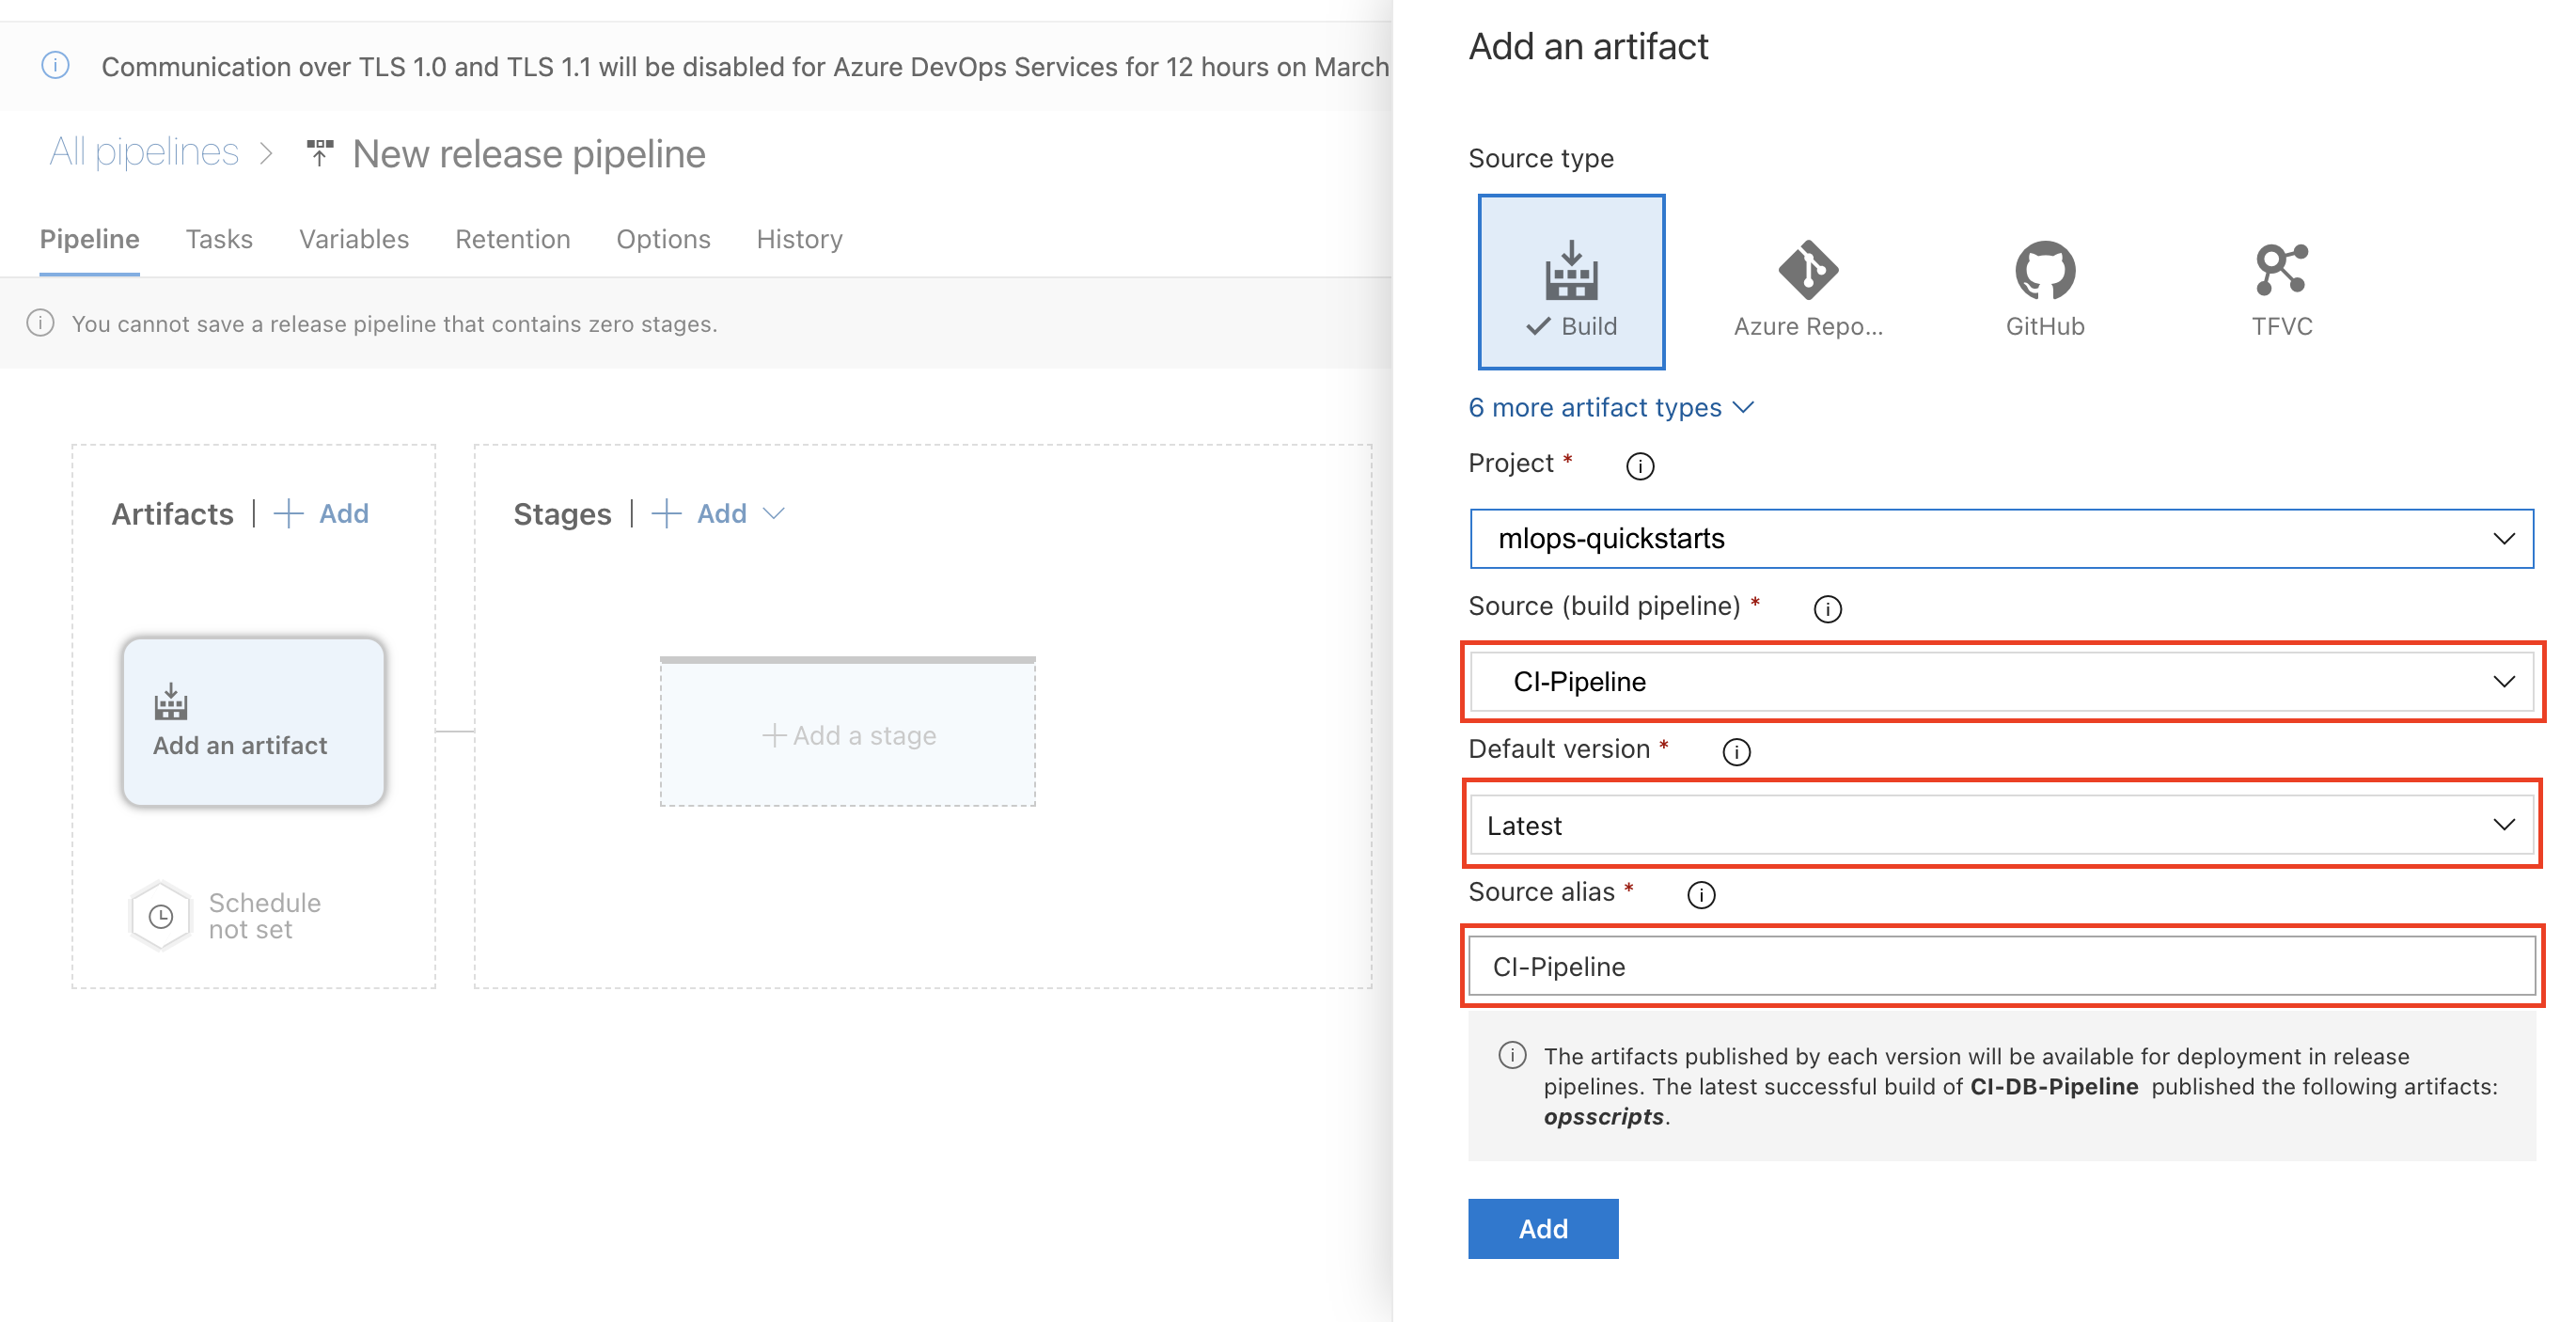 Communication over TLS 1.0 and TLS 1.1 will be disabled for Azure DevOps Services for 12 hours on March
All pipelines
New release pipeline
Pipeline
Tasks
Variables
Retention
Options
History
You cannot save a release pipeline that contains zero stages.
Artifacts | + Add
Stages | + Add
Add an artifact
+ Add a stage
Schedule
not set
Add an artifact
Source type
Build
Azure Repo...
GitHub
TFVC
6 more artifact types
Project *
mlops-quickstarts
Source (build pipeline) *
CI-Pipeline
Default version *
Latest
Source alias *
CI-Pipeline
The artifacts published by each version will be available for deployment in release
pipelines. The latest successful build of CI-DB-Pipeline published the following artifacts:
opsscripts.
Add